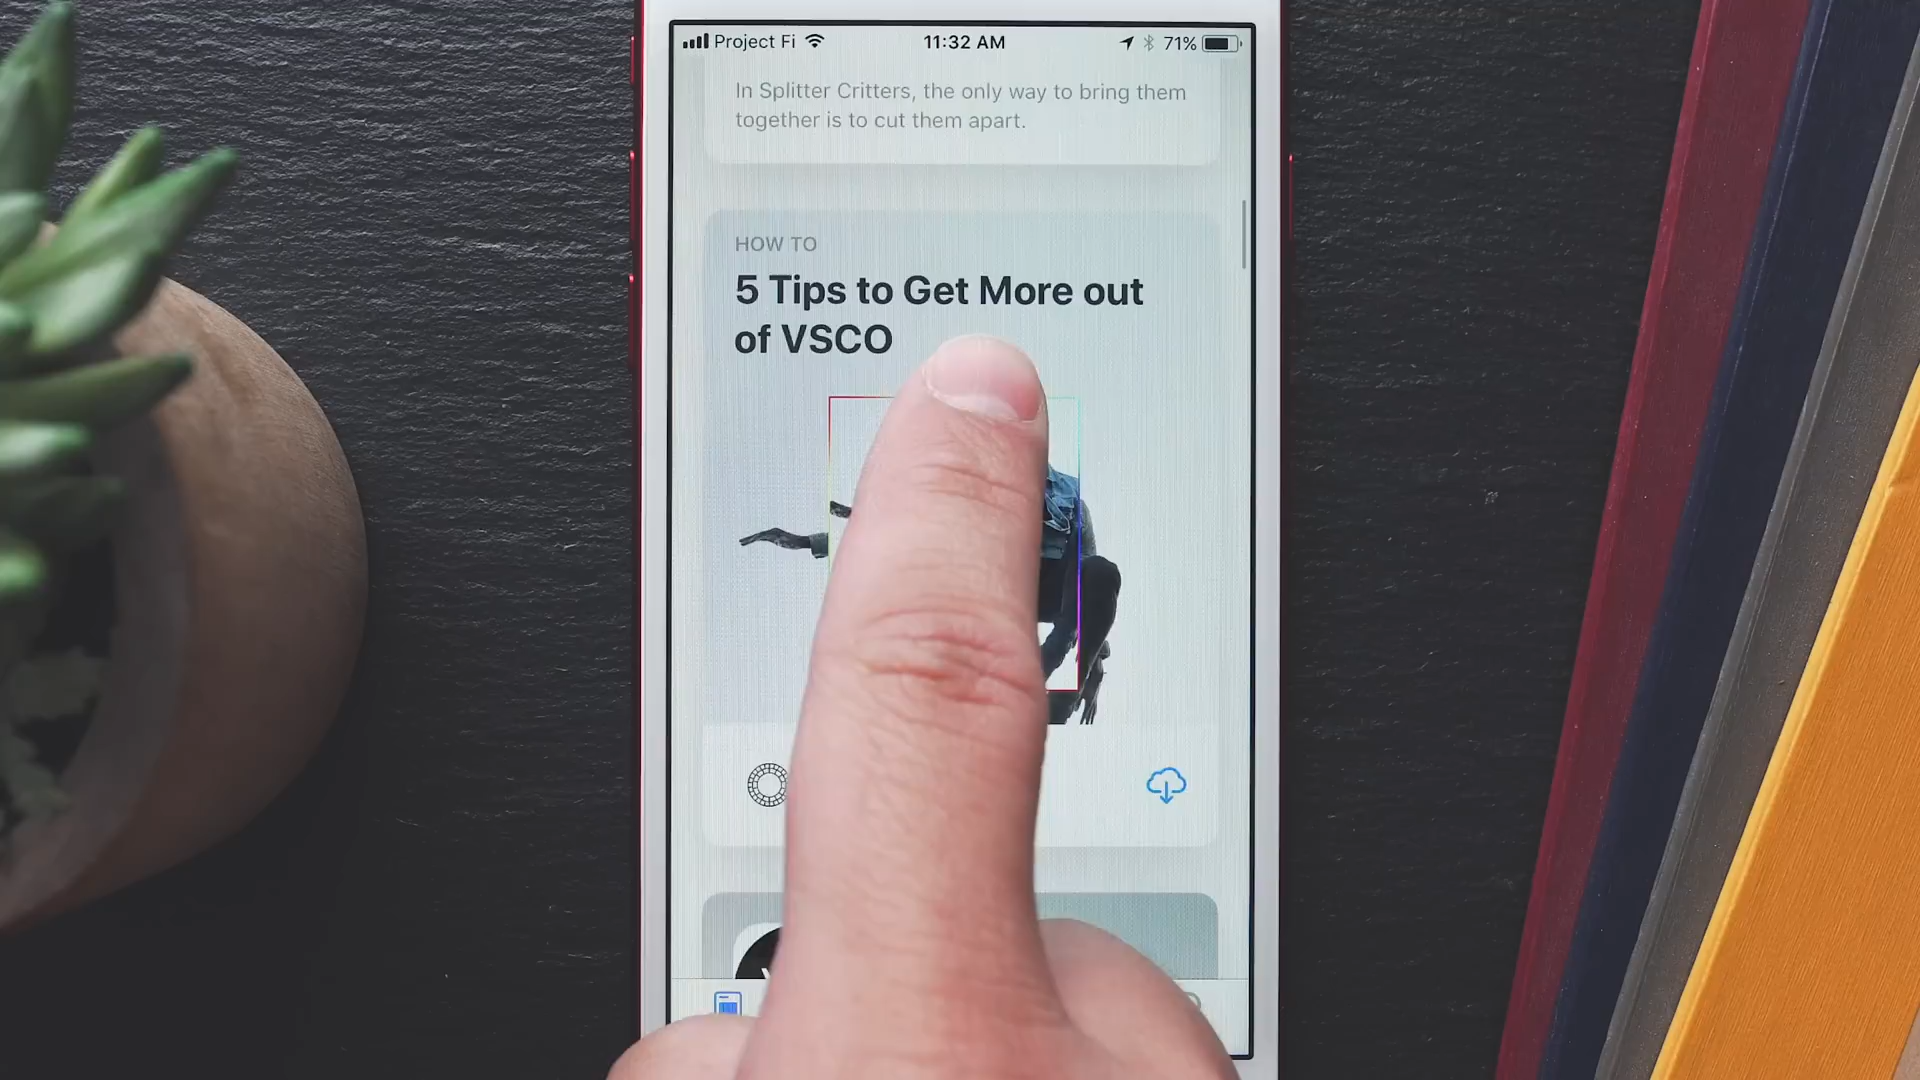 Project Fi
11:32 AM
71%
In Splitter Critters, the only way to bring them
together is to cut them apart.
HOW TO
5 Tips to Get More out
of VSCO